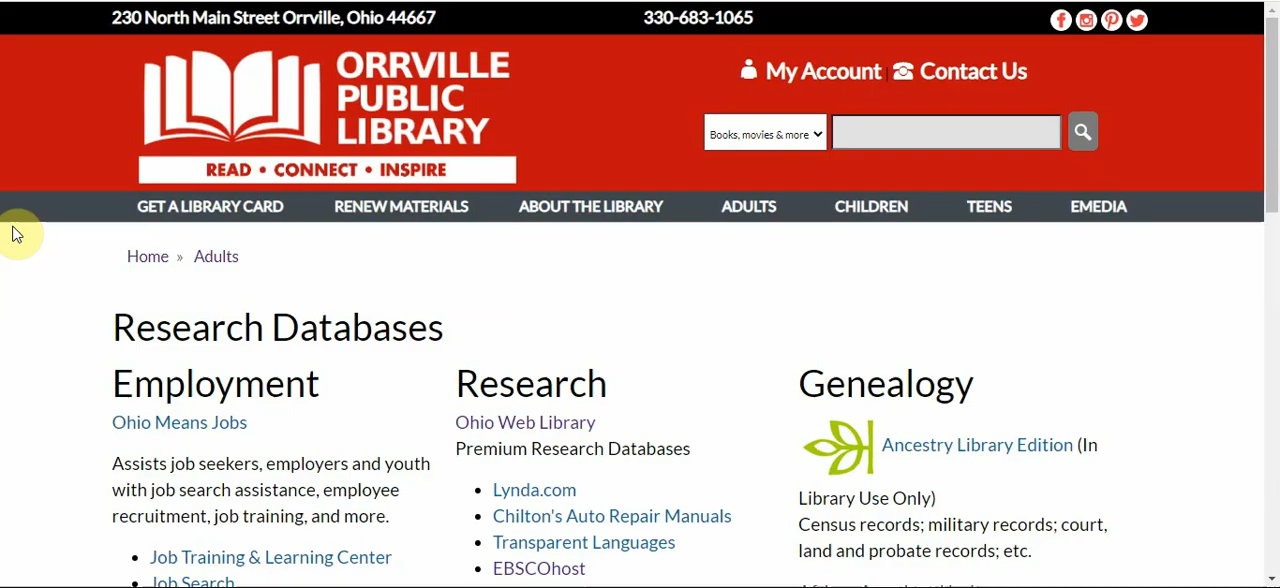 230 North Main Street Orrville, Ohio 44667
330-683-1065
ORRVILLE
PUBLIC
LIBRARY
READ • CONNECT • INSPIRE
My Account
Contact Us
Books, movies & more
GET A LIBRARY CARD
RENEW MATERIALS
ABOUT THE LIBRARY
ADULTS
CHILDREN
TEENS
EMEDIA
Home » Adults
Research Databases
Employment
Ohio Means Jobs
Assists job seekers, employers and youth
with job search assistance, employee
recruitment, job training, and more.
• Job Training & Learning Center
• Job Search
Research
Ohio Web Library
Premium Research Databases
• Lynda.com
• Chilton's Auto Repair Manuals
• Transparent Languages
• EBSCOhost
Genealogy
Ancestry Library Edition (In
Library Use Only)
Census records; military records; court,
land and probate records; etc.